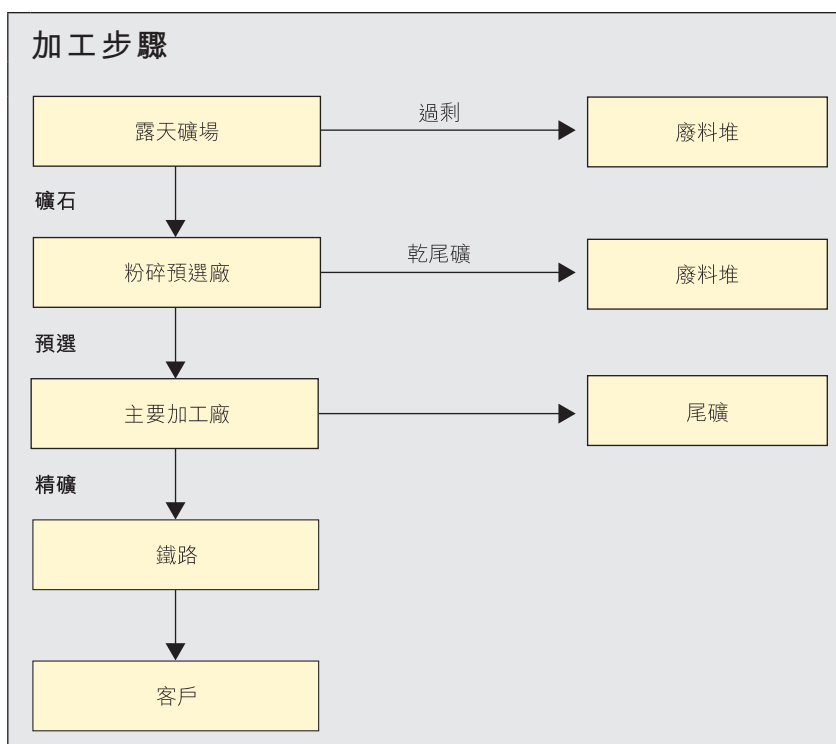 加工步驟
露天礦場
過剩
廢料堆
礦石
粉碎預選廠
乾尾礦
廢料堆
預選
主要加工廠
尾礦
精礦
鐵路
客戶